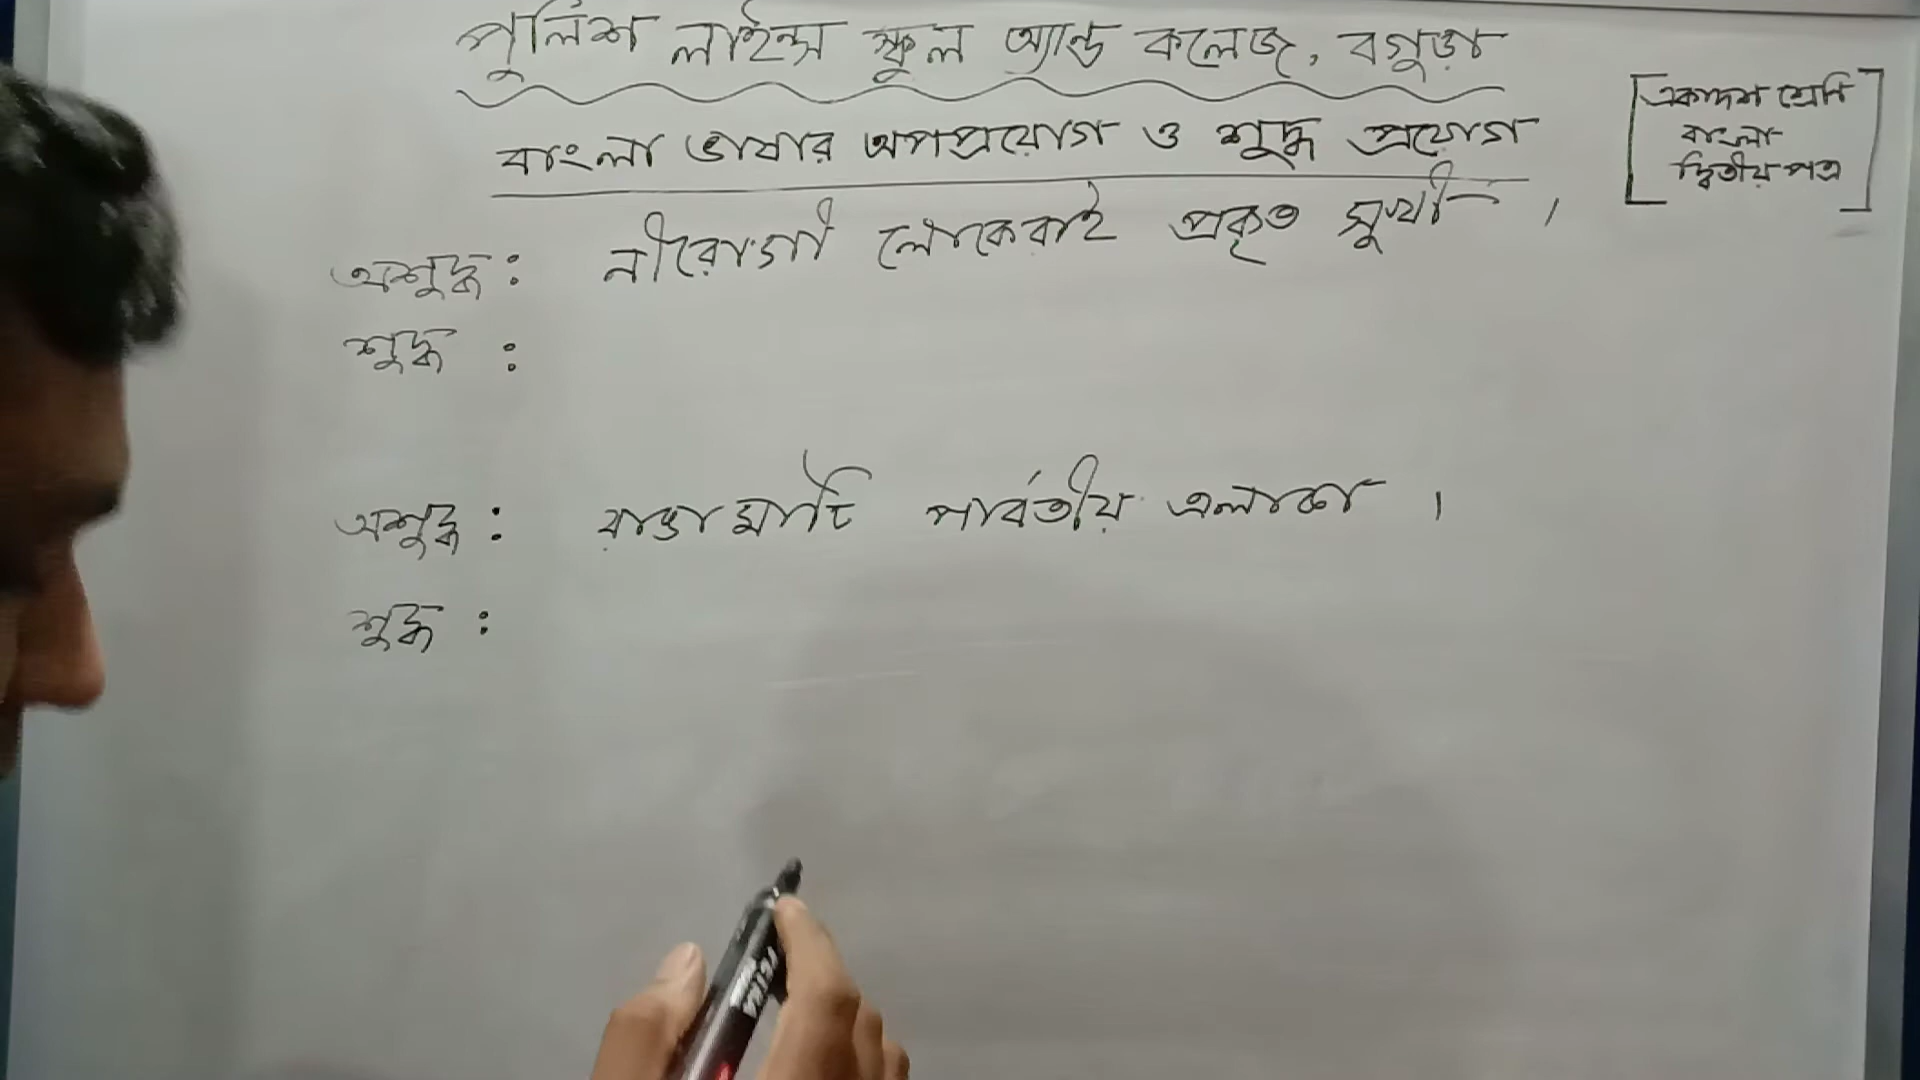 পুলিশ লাইন্স স্কুল অ্যান্ড কলেজ, বগুড়া
বাংলা ভাষার অপপ্রয়োগ ও শুদ্ধ প্রয়োগ
[একাদশ শ্রেণি
বাংলা
দ্বিতীয় পত্র]
অশুদ্ধ : নীরোগী লোকেরাই প্রকৃত সুখী ।
শুদ্ধ :
অশুদ্ধ : রাঙামাটি পার্বতীয় এলাকা ।
শুদ্ধ :